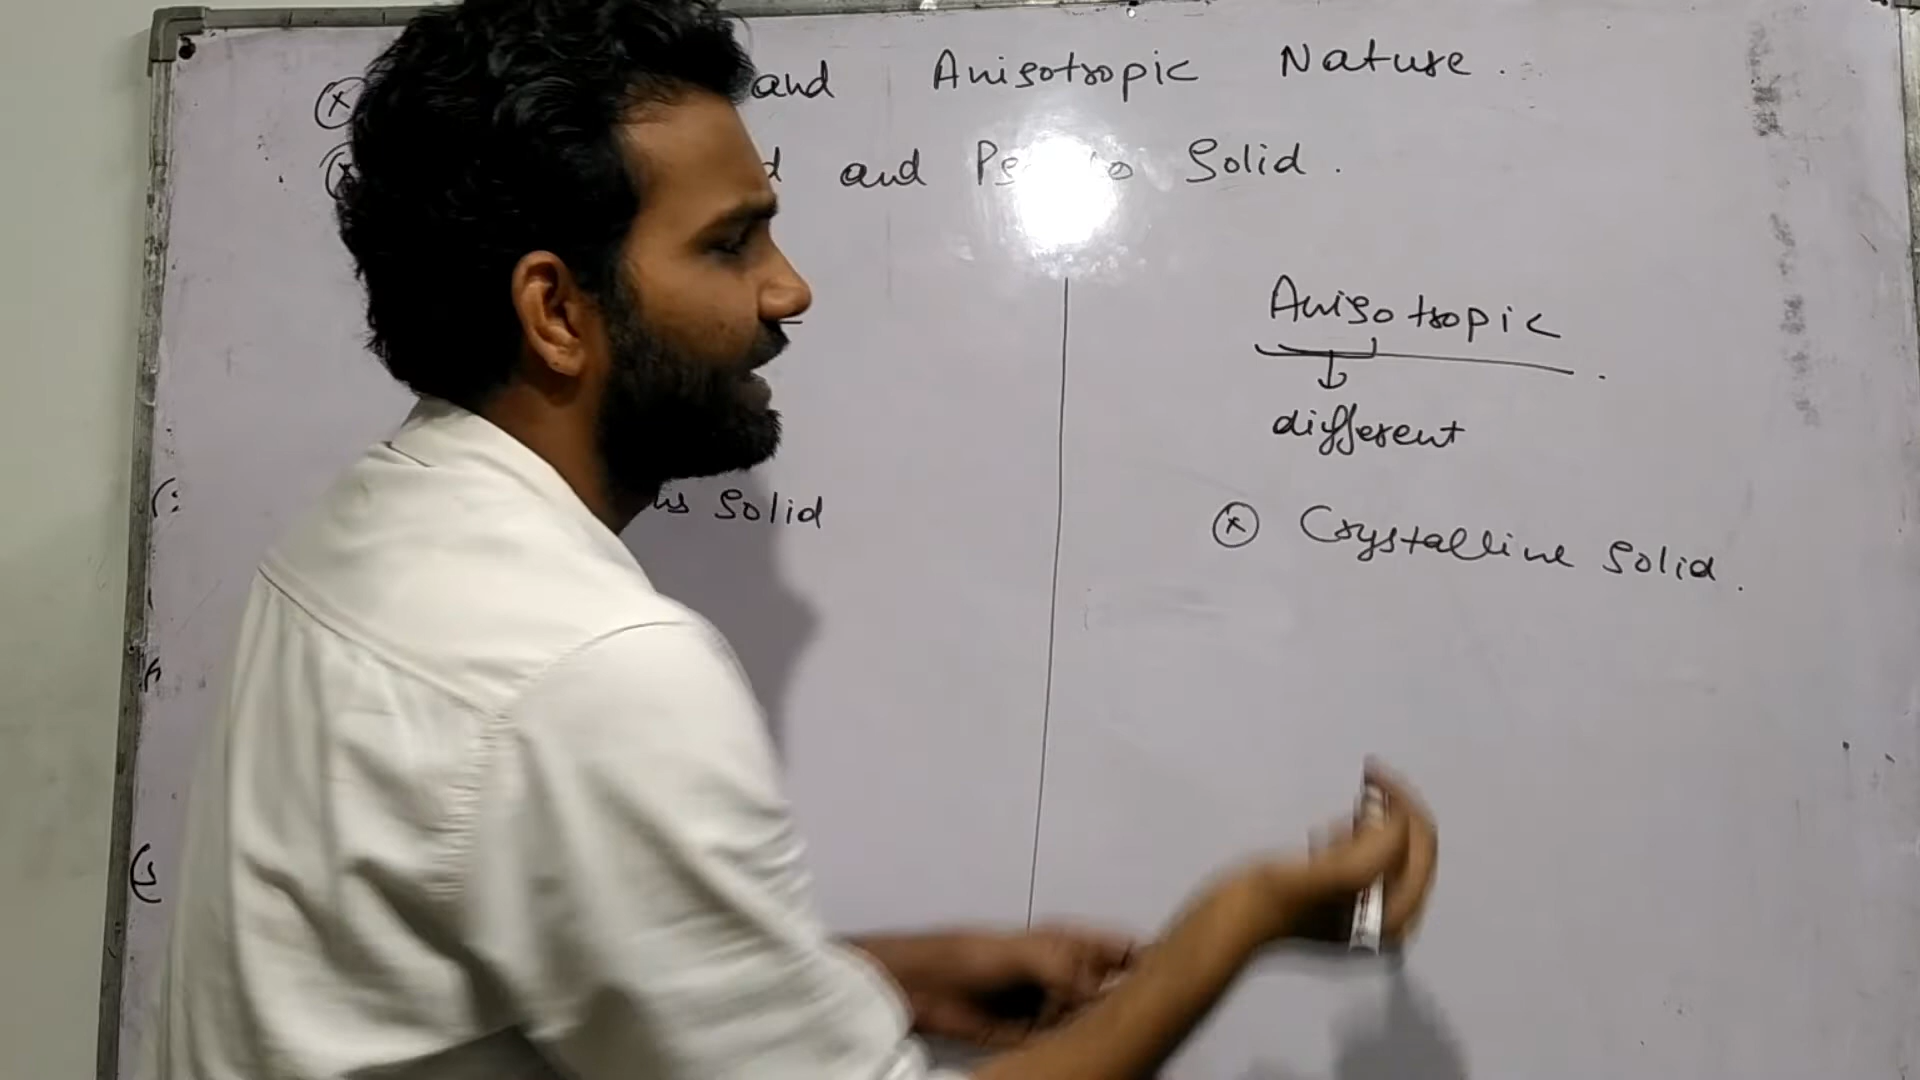 and Anisotropic Nature.
and Solid.
Anisotropic
different
Solid
Crystalline Solid.